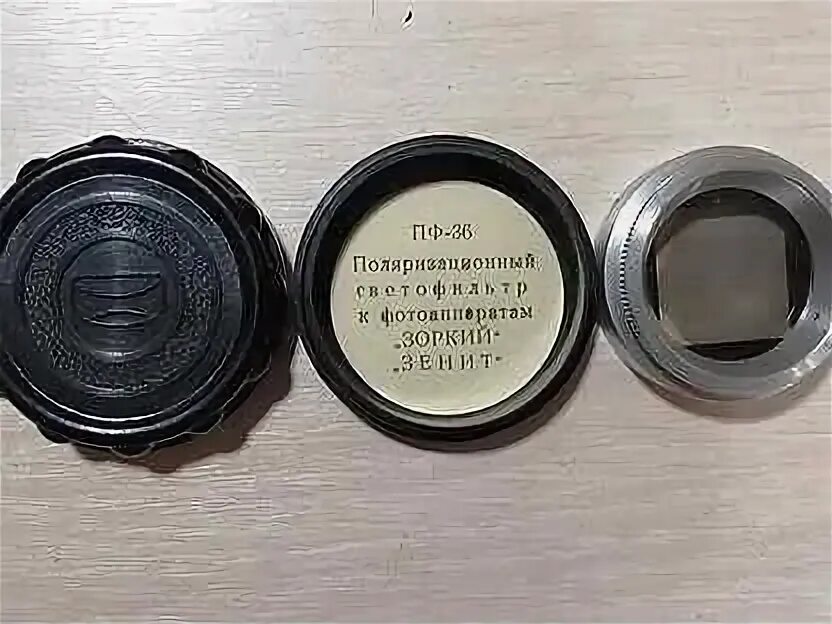 ПФ-36
Поляризационный
светофильтр
к фотоаппаратам
„ЗОРКИЙ"
„ЗЕНИТ"